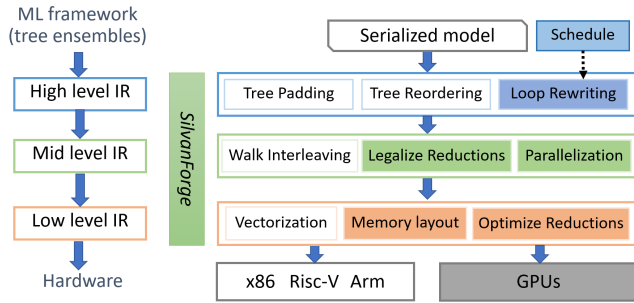 ML framework
(tree ensembles)
High level IR
Mid level IR
Low level IR
Hardware
SilvanForge
Serialized model
Schedule
Tree Padding
Tree Reordering
Loop Rewriting
Walk Interleaving
Legalize Reductions
Parallelization
Vectorization
Memory layout
Optimize Reductions
x86 Risc-V Arm
GPUs